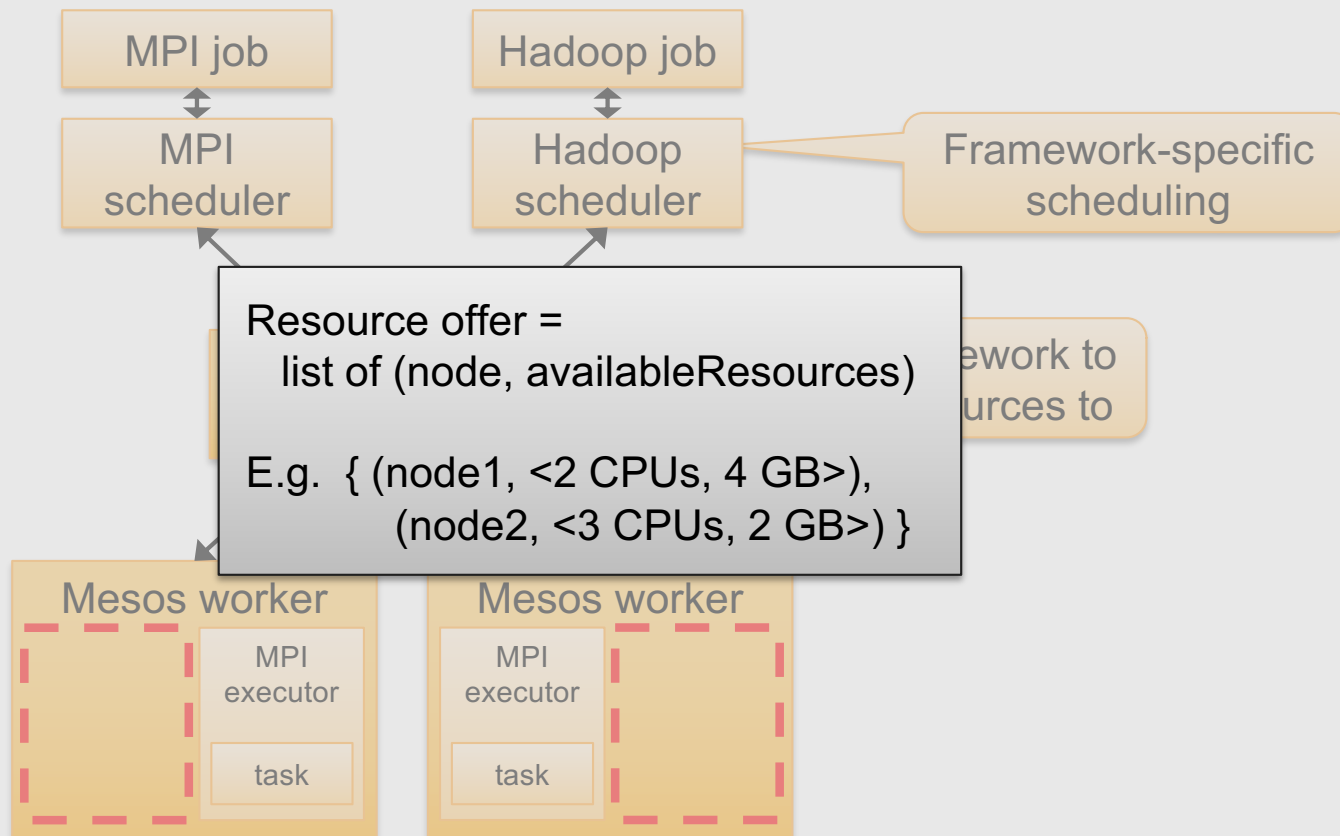 MPI job
Hadoop job
MPI
scheduler
Hadoop
scheduler
Framework-specific
scheduling
Resource offer =
list of (node, availableResources)
E.g. { (node1, <2 CPUs, 4 GB>),
(node2, <3 CPUs, 2 GB>) }
to
urces to
Mesos worker
Mesos worker
MPI
executor
task
MPI
executor
task